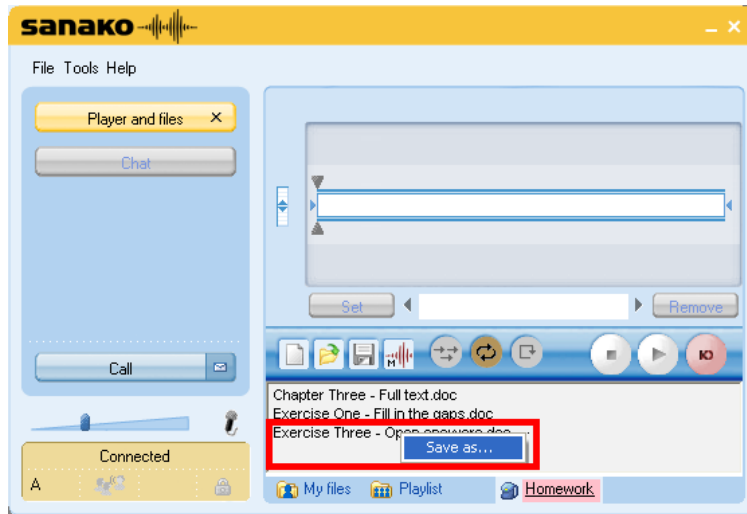 sanako
File Tools Help
Player and files
Chat
Set
Remove
M
Call
Chapter Three - Full text.doc
Exercise One - Fill in the gaps.doc
Exercise Three - Open answers.doc
Save as...
Connected
A
My files
Playlist
Homework